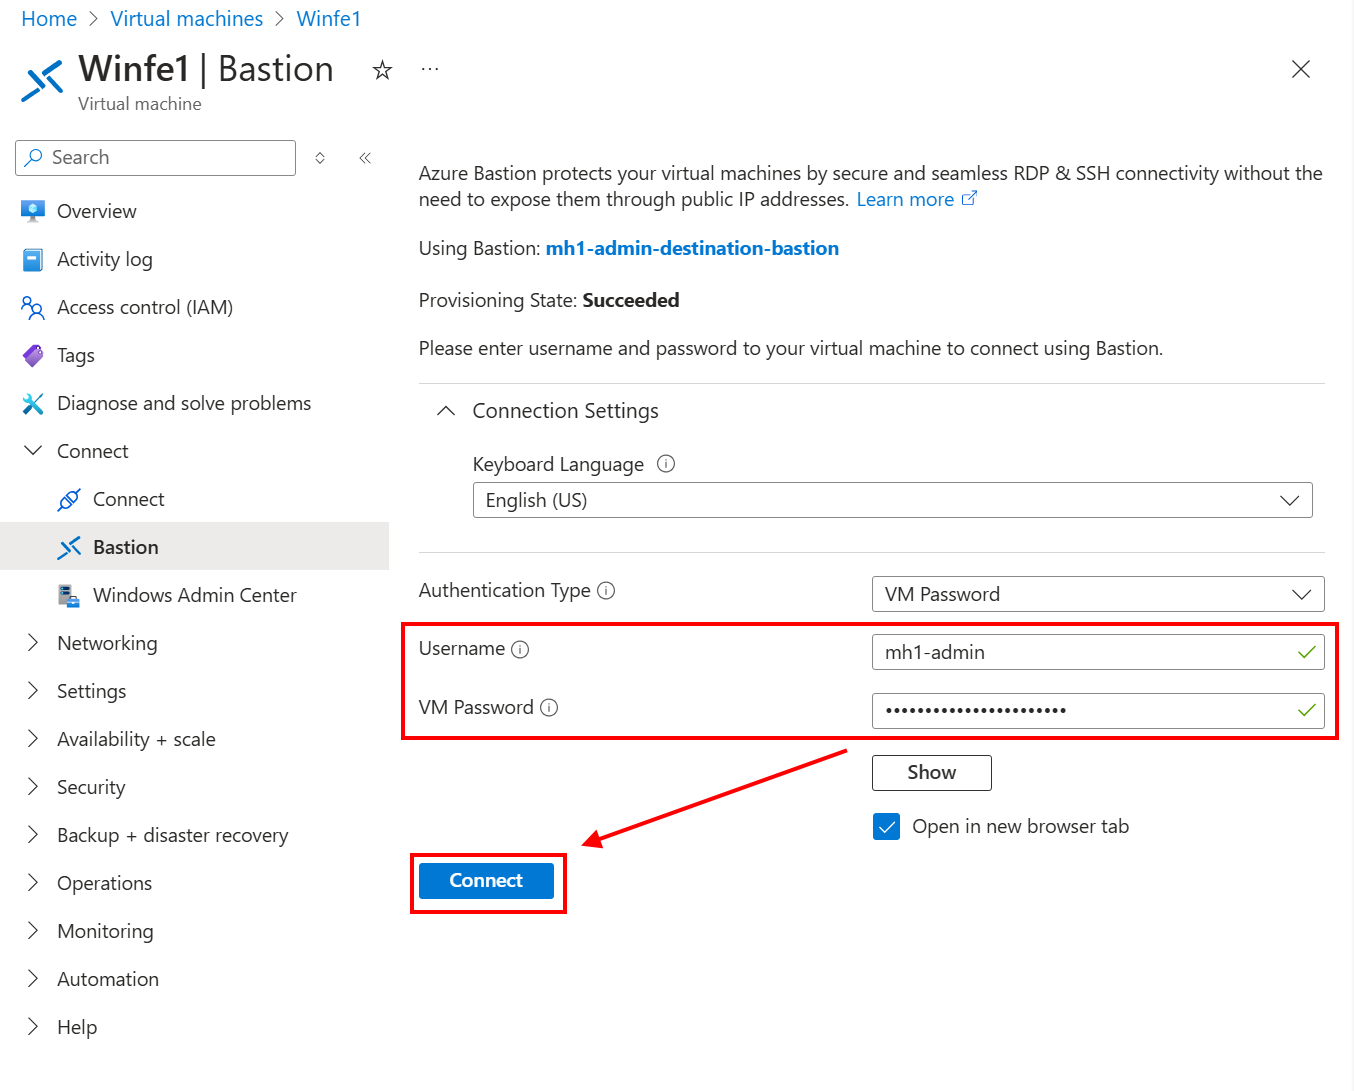 Home > Virtual machines > Winfe1
Winfe1 | Bastion
Virtual machine
Search
Overview
Activity log
Access control (IAM)
Tags
Diagnose and solve problems
Connect
Connect
Bastion
Windows Admin Center
Networking
Settings
Availability + scale
Security
Backup + disaster recovery
Operations
Monitoring
Automation
Help
Azure Bastion protects your virtual machines by secure and seamless RDP & SSH connectivity without the
need to expose them through public IP addresses. Learn more
Using Bastion: mh1-admin-destination-bastion
Provisioning State: Succeeded
Please enter username and password to your virtual machine to connect using Bastion.
Connection Settings
Keyboard Language
English (US)
Authentication Type
VM Password
Username
mh1-admin
VM Password
•••••••••••••••••••••••
Show
Open in new browser tab
Connect